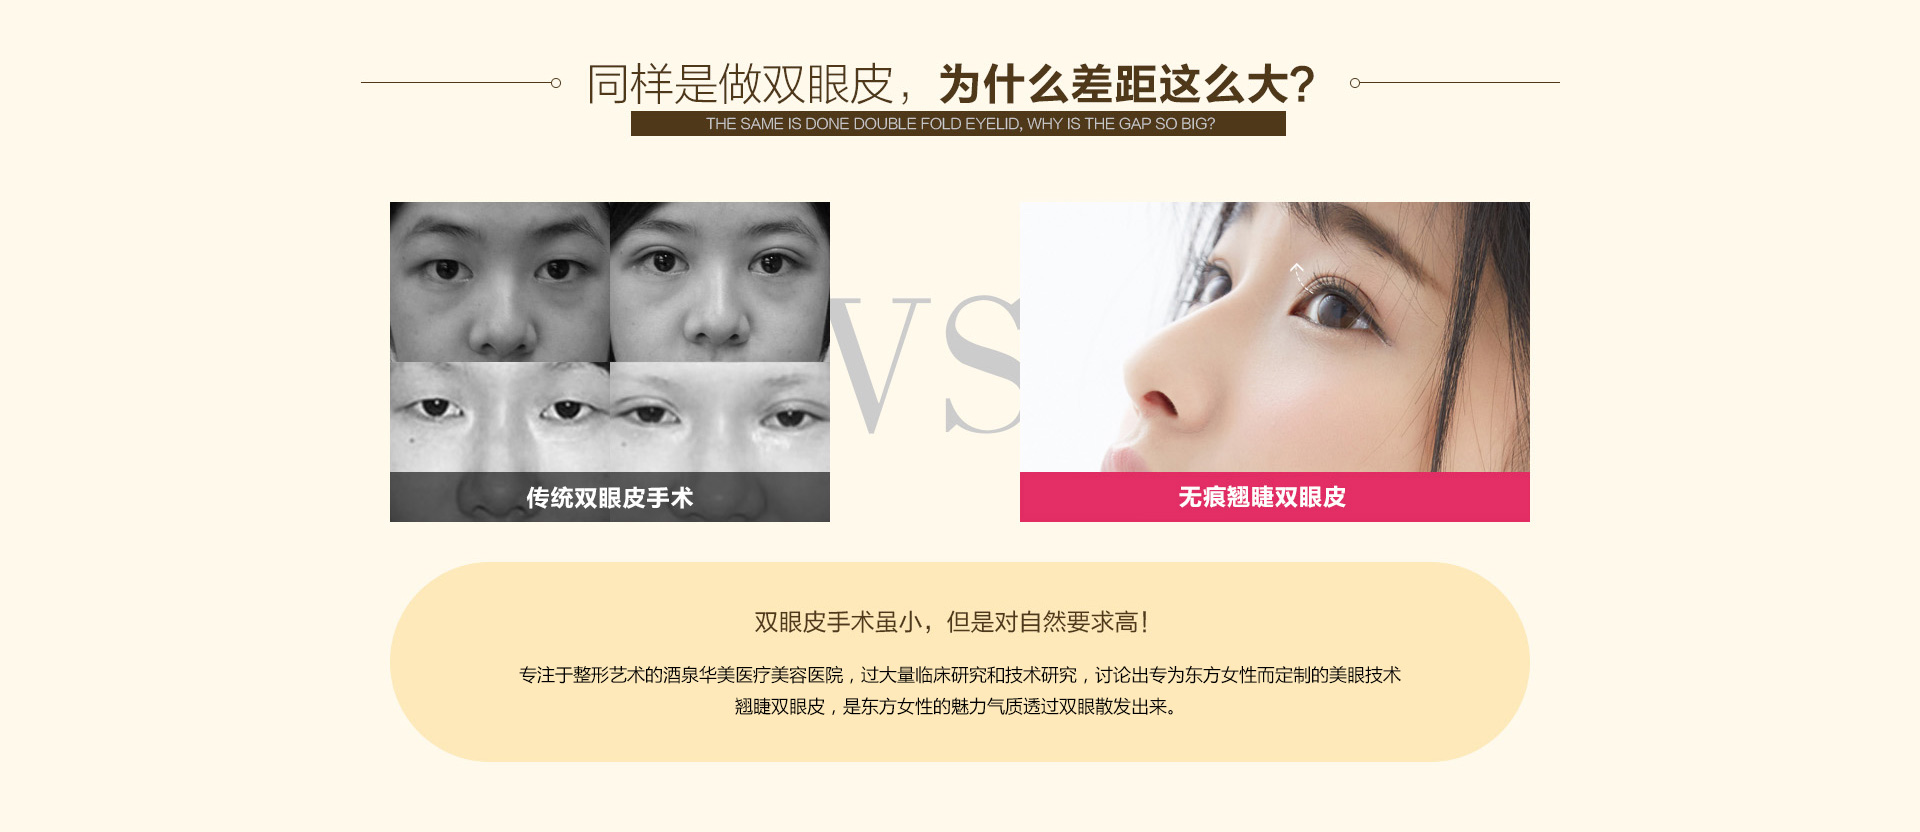 同样是做双眼皮，为什么差距这么大？
THE SAME IS DONE DOUBLE FOLD EYELID, WHY IS THE GAP SO BIG?
VS
传统双眼皮手术
无痕翘睫双眼皮
双眼皮手术虽小，但是对自然要求高！
专注于整形艺术的酒泉华美医疗美容医院，过大量临床研究和技术研究，讨论出专为东方女性而定制的美眼技术
翘睫双眼皮，是东方女性的魅力气质透过双眼散发出来。